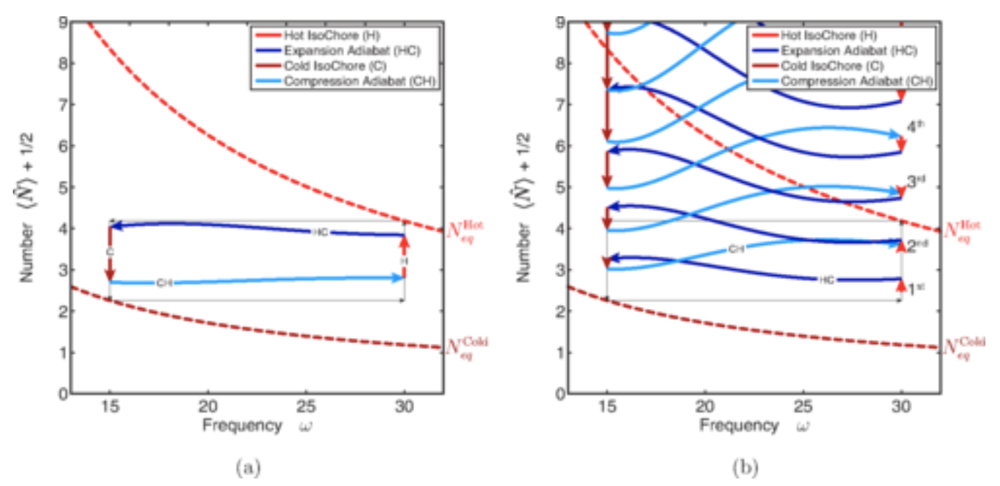 9
8
7
6
5
4
3
2
1
0
15 20 25 30
Number ⟨N̂⟩ + 1/2
Frequency ω
Hot IsoChore (H)
Expansion Adiabat (HC)
Cold IsoChore (C)
Compression Adiabat (CH)
HC
C
H
CH
N_eq^Hot
N_eq^Cold
(a)
9
8
7
6
5
4
3
2
1
0
15 20 25 30
Number ⟨N̂⟩ + 1/2
Frequency ω
Hot IsoChore (H)
Expansion Adiabat (HC)
Cold IsoChore (C)
Compression Adiabat (CH)
4th
3rd
2nd
1st
CH
HC
N_eq^Hot
N_eq^Cold
(b)